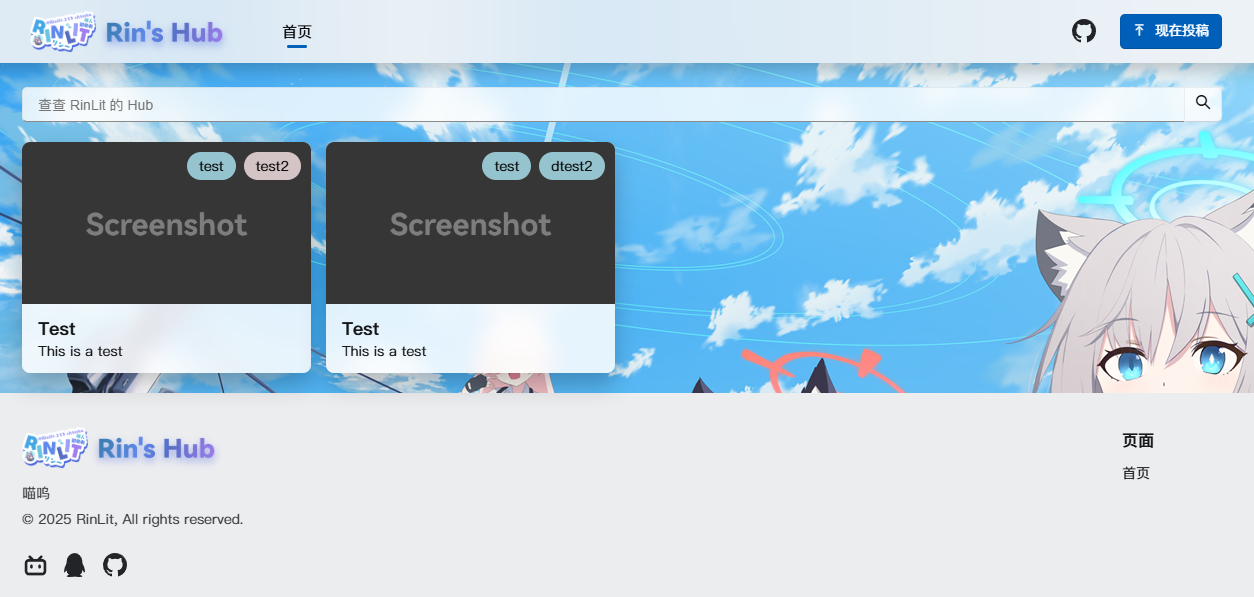 RINLIT Rin's Hub
首页
现在投稿
查查 RinLit 的 Hub
test test2
Screenshot
Test
This is a test
test dtest2
Screenshot
Test
This is a test
RINLIT Rin's Hub
喵呜
© 2025 RinLit, All rights reserved.
页面
首页